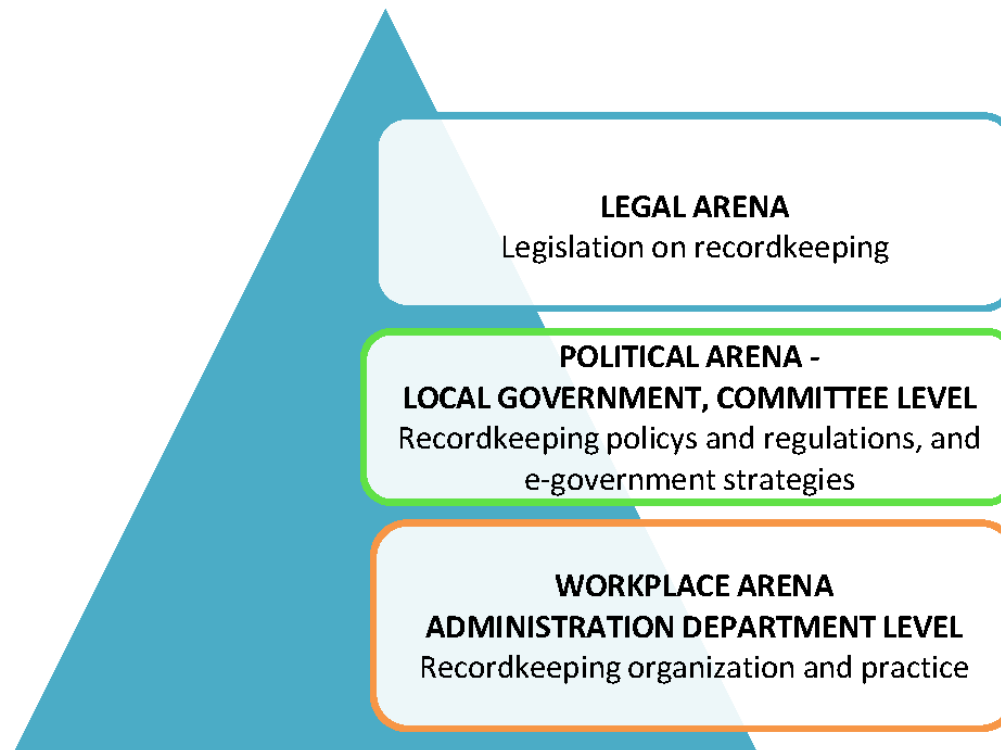 LEGAL ARENA
Legislation on recordkeeping
POLITICAL ARENA -
LOCAL GOVERNMENT, COMMITTEE LEVEL
Recordkeeping policys and regulations, and
e-government strategies
WORKPLACE ARENA
ADMINISTRATION DEPARTMENT LEVEL
Recordkeeping organization and practice